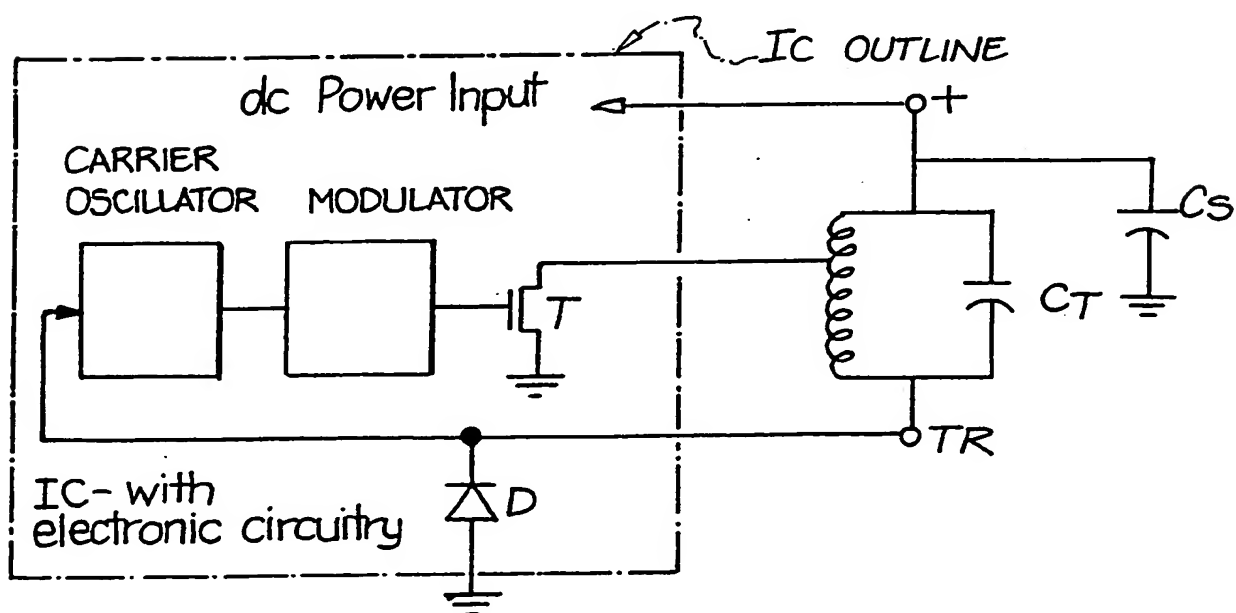 IC OUTLINE
dc Power Input
+
CARRIER
OSCILLATOR
MODULATOR
CS
T
CT
TR
IC- with
electronic circuitry
D